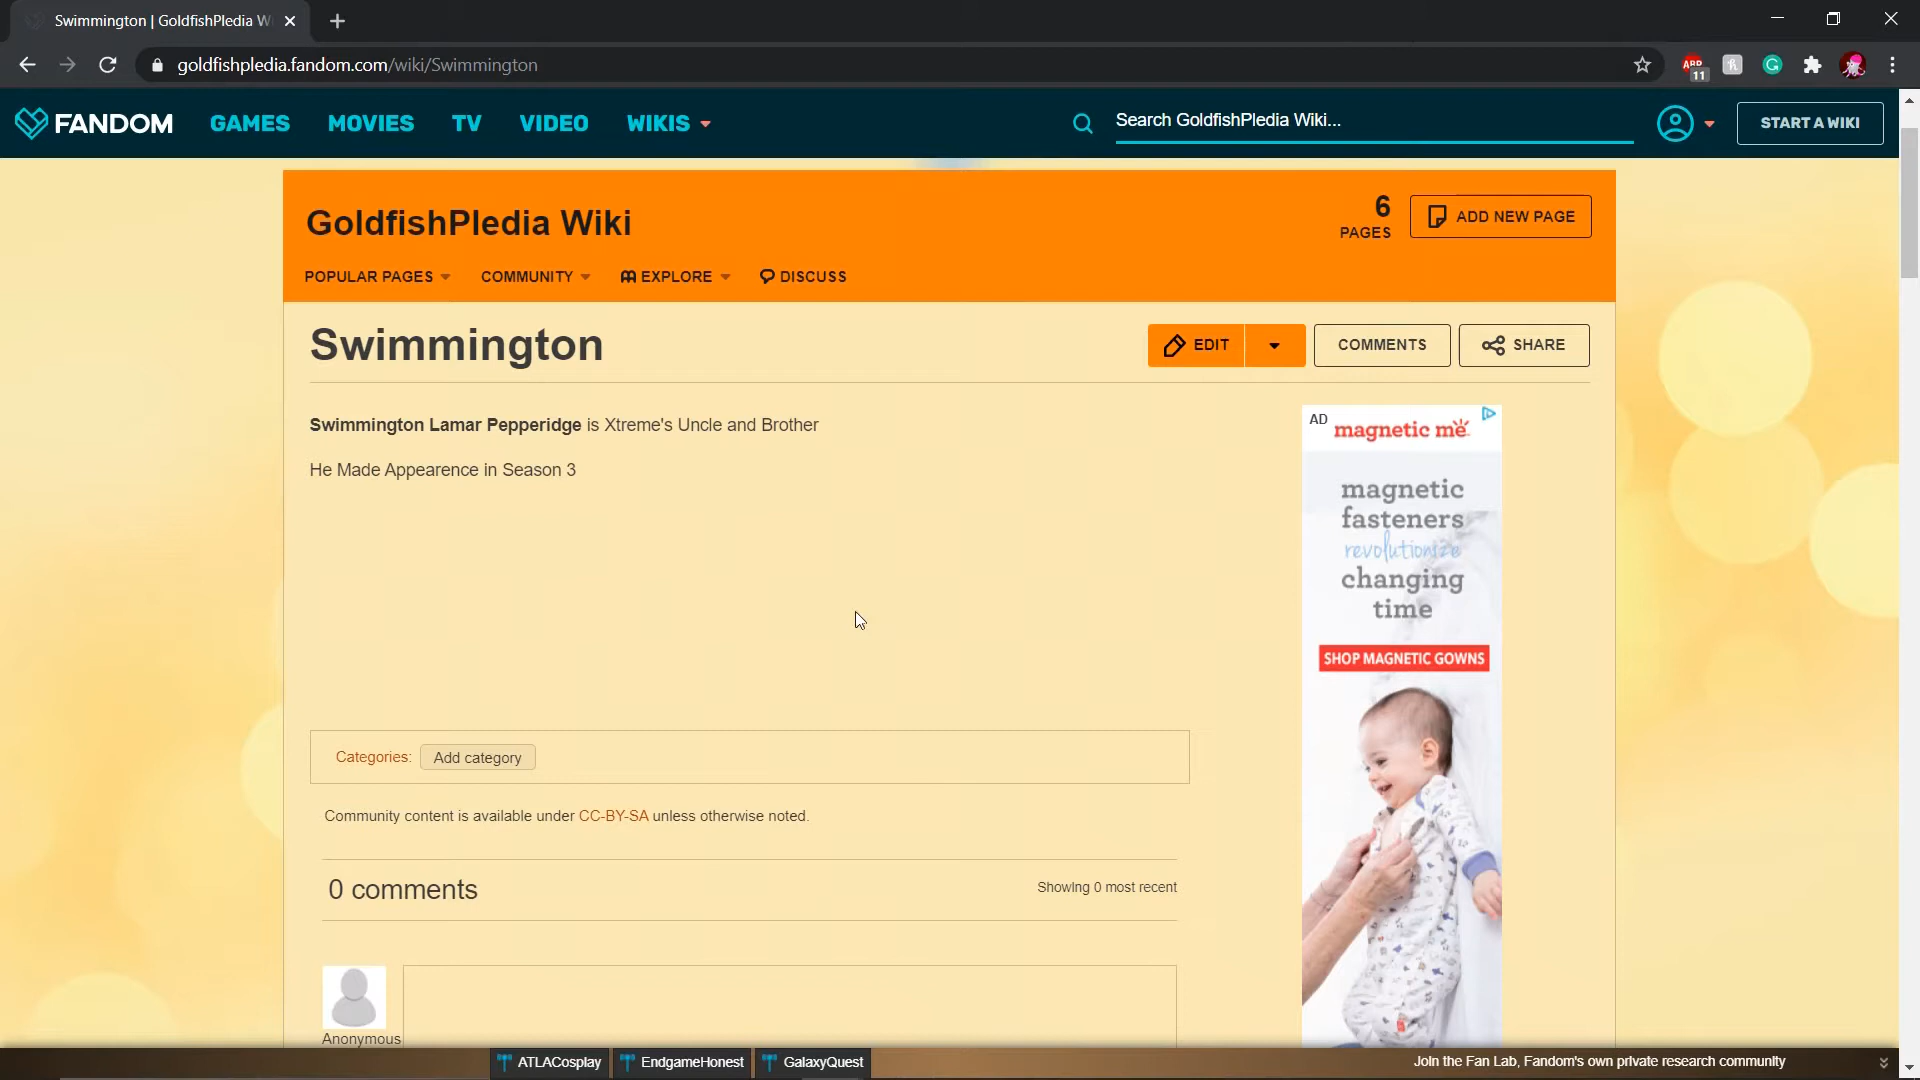 Swimmington | GoldfishPledia W
goldfishpledia.fandom.com/wiki/Swimmington
ABP
11
FANDOM
GAMES
MOVIES
TV
VIDEO
WIKIS
Search GoldfishPledia Wiki...
START A WIKI
GoldfishPledia Wiki
6
PAGES
ADD NEW PAGE
POPULAR PAGES
COMMUNITY
EXPLORE
DISCUSS
Swimmington
EDIT
COMMENTS
SHARE
Swimmington Lamar Pepperidge is Xtreme's Uncle and Brother
He Made Appearence in Season 3
AD
magnetic me
magnetic
fasteners
revolutionize
changing
time
SHOP MAGNETIC GOWNS
Categories:
Add category
Community content is available under CC-BY-SA unless otherwise noted.
0 comments
Showing 0 most recent
Anonymous
ATLACosplay
EndgameHonest
GalaxyQuest
Join the Fan Lab, Fandom's own private research community